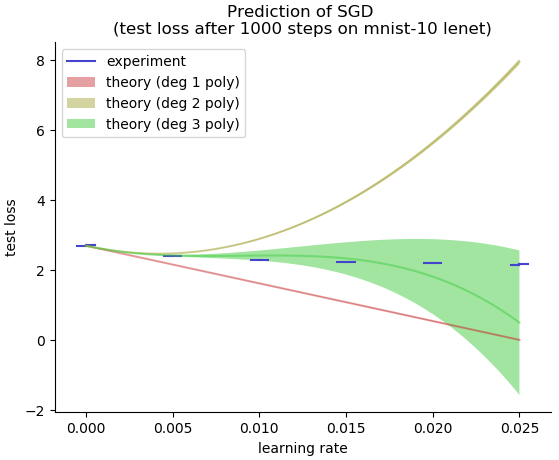 Prediction of SGD
(test loss after 1000 steps on mnist-10 lenet)
experiment
theory (deg 1 poly)
theory (deg 2 poly)
theory (deg 3 poly)
8
6
4
2
0
−2
test loss
0.000 0.005 0.010 0.015 0.020 0.025
learning rate